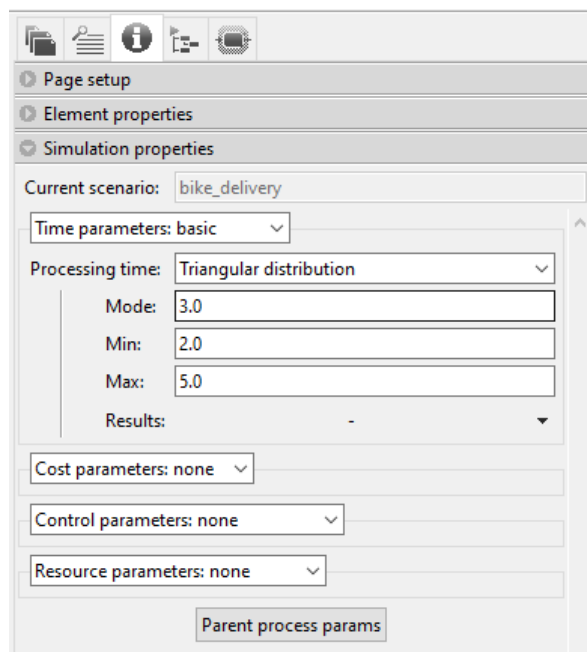 Page setup
Element properties
Simulation properties
Current scenario: bike_delivery
Time parameters: basic
Processing time: Triangular distribution
Mode: 3.0
Min: 2.0
Max: 5.0
Results: -
Cost parameters: none
Control parameters: none
Resource parameters: none
Parent process params